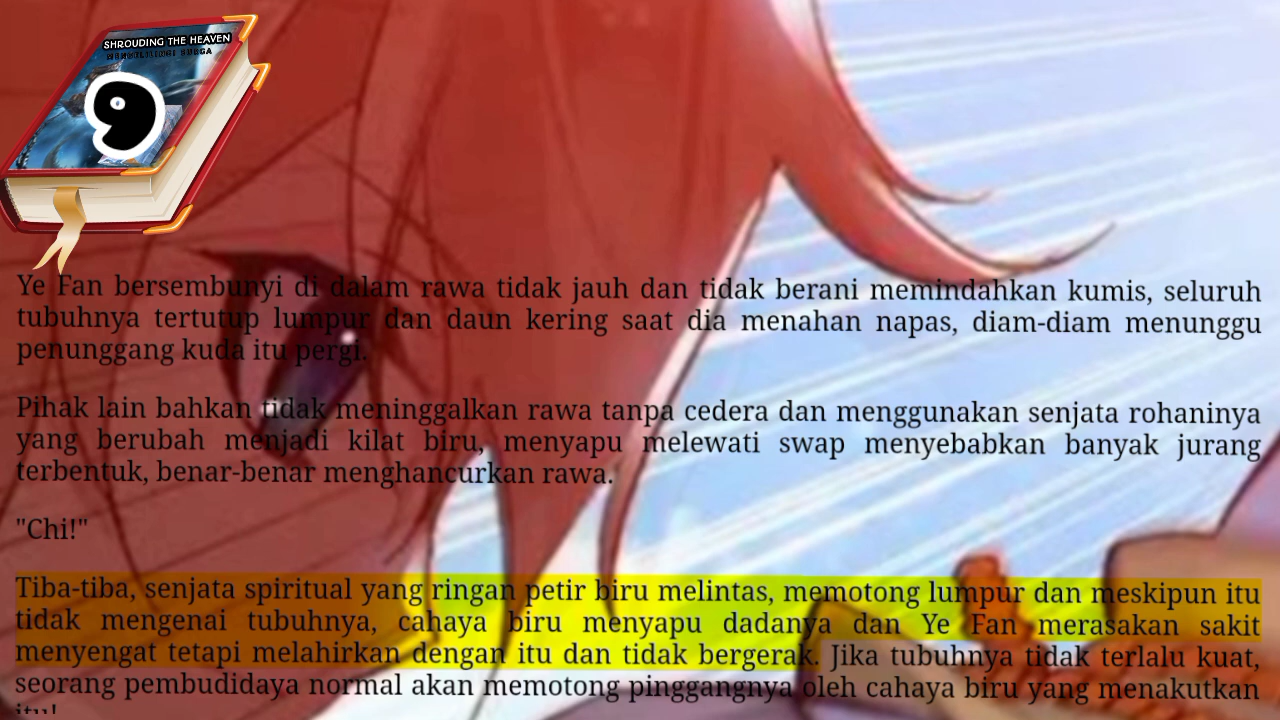 SHROUDING THE HEAVEN
MENGELILINGI SURGA
9
Ye Fan bersembunyi di dalam rawa tidak jauh dan tidak berani memindahkan kumis, seluruh
tubuhnya tertutup lumpur dan daun kering saat dia menahan napas, diam-diam menunggu
penunggang kuda itu pergi.
Pihak lain bahkan tidak meninggalkan rawa tanpa cedera dan menggunakan senjata rohaninya
yang berubah menjadi kilat biru, menyapu melewati swap menyebabkan banyak jurang
terbentuk, benar-benar menghancurkan rawa.
"Chi!"
Tiba-tiba, senjata spiritual yang ringan petir biru melintas, memotong lumpur dan meskipun itu
tidak mengenai tubuhnya, cahaya biru menyapu dadanya dan Ye Fan merasakan sakit
menyengat tetapi melahirkan dengan itu dan tidak bergerak. Jika tubuhnya tidak terlalu kuat,
seorang pembudidaya normal akan memotong pinggangnya oleh cahaya biru yang menakutkan
itu!